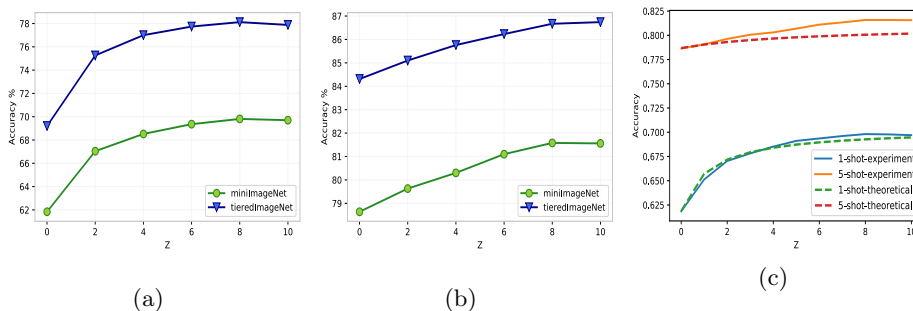 78
76
74
72
70
68
66
64
62
0
2
4
6
8
10
Accuracy %
Z
miniImageNet
tieredImageNet
(a)
87
86
85
84
83
82
81
80
79
0
2
4
6
8
10
Accuracy %
Z
miniImageNet
tieredImageNet
(b)
0.825
0.800
0.775
0.750
0.725
0.700
0.675
0.650
0.625
0
2
4
6
8
10
Accuracy
Z
1-shot-experiment
5-shot-experiment
1-shot-theoretical
5-shot-theoretical
(c)